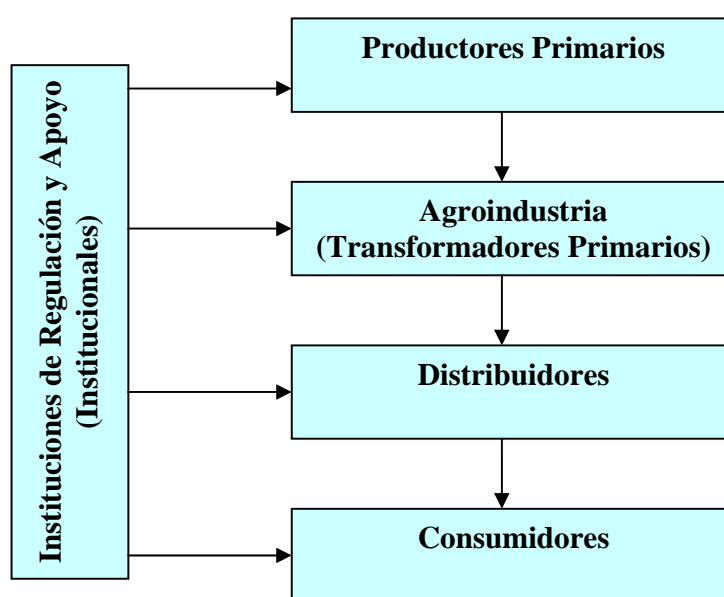 Productores Primarios
Instituciones de Regulación y Apoyo
(Institucionales)
Agroindustria
(Transformadores Primarios)
Distribuidores
Consumidores